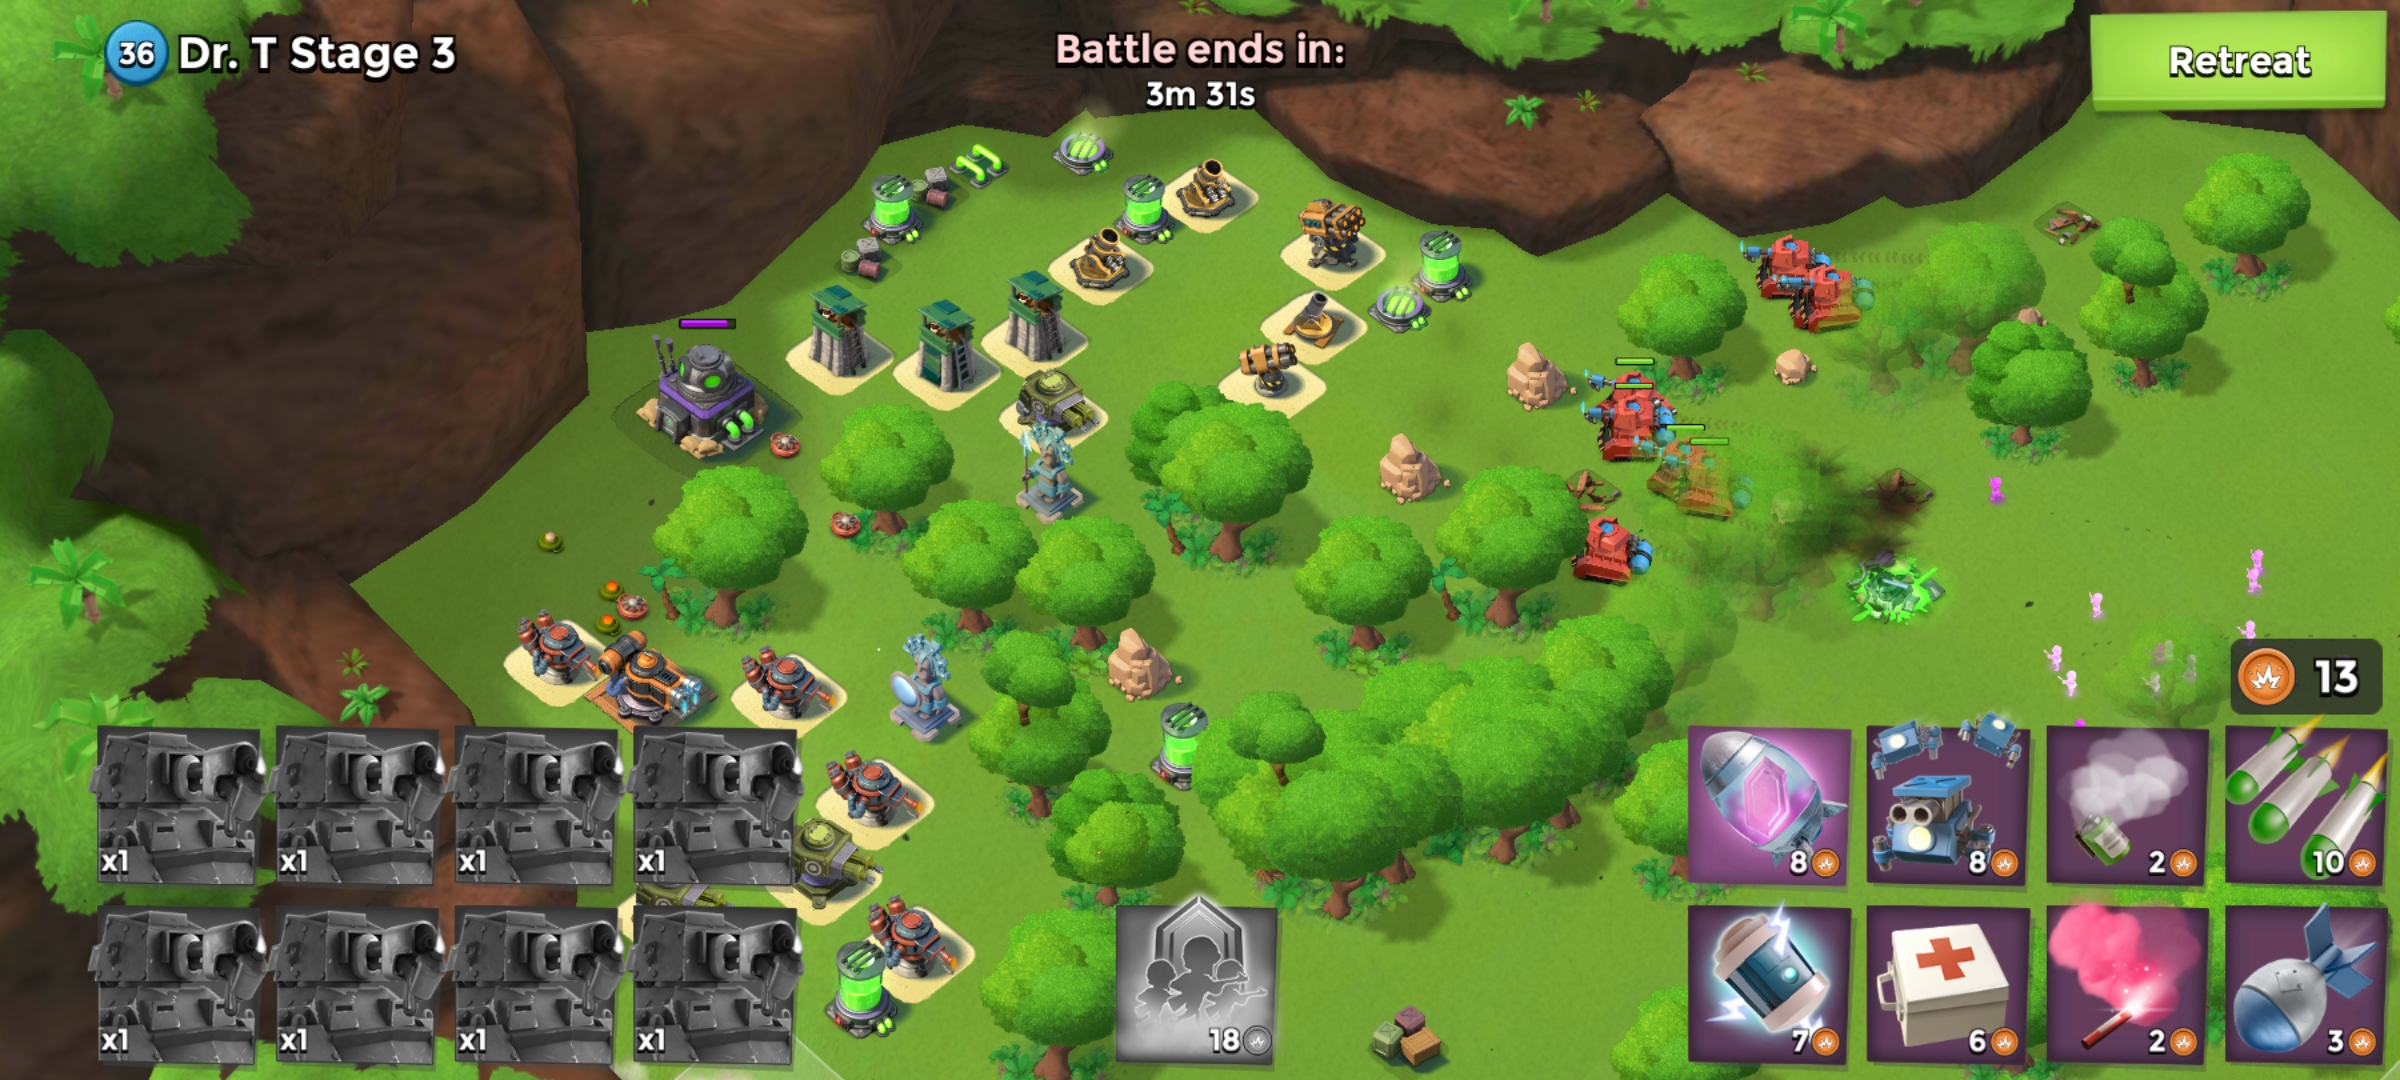 36 Dr. T Stage 3
Battle ends in:
3m 31s
Retreat
13
8
8
2
10
x1
x1
x1
x1
7
6
2
3
x1
x1
x1
x1
18